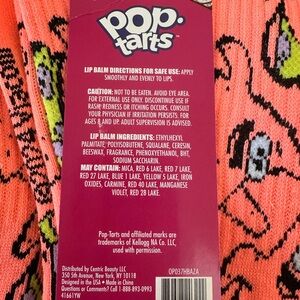 POP·
tarts
LIP BALM DIRECTIONS FOR SAFE USE: APPLY
SMOOTHLY AND EVENLY TO LIPS.
CAUTION: NOT TO BE EATEN. AVOID EYE AREA.
FOR EXTERNAL USE ONLY. DISCONTINUE USE IF
RASH, REDNESS OR ITCHING OCCURS. CONSULT
YOUR PHYSICIAN IF IRRITATION PERSISTS. FOR
AGES 8 AND UP. ADULT SUPERVISION IS ADVISED.
LIP BALM INGREDIENTS: ETHYLHEXYL
PALMITATE, POLYISOBUTENE, SQUALANE, CERESIN,
BEESWAX, FRAGRANCE, PHENOXYETHANOL, BHT,
SODIUM SACCHARIN.
MAY CONTAIN: MICA, RED 6 LAKE, RED 7 LAKE,
RED 27 LAKE, BLUE 1 LAKE, YELLOW 5 LAKE, IRON
OXIDES, CARMINE, RED 40 LAKE, MANGANESE
VIOLET, RED 28 LAKE.
Pop-Tarts and affiliated marks are
trademarks of Kellogg NA Co. LLC,
used with permission.
Distributed by Centric Beauty LLC
350 5th Avenue, New York, NY 10118
Designed in the USA
Made in China
Questions or Comments? Call 1-888-893-0993
41661YW
OP037HBAZA